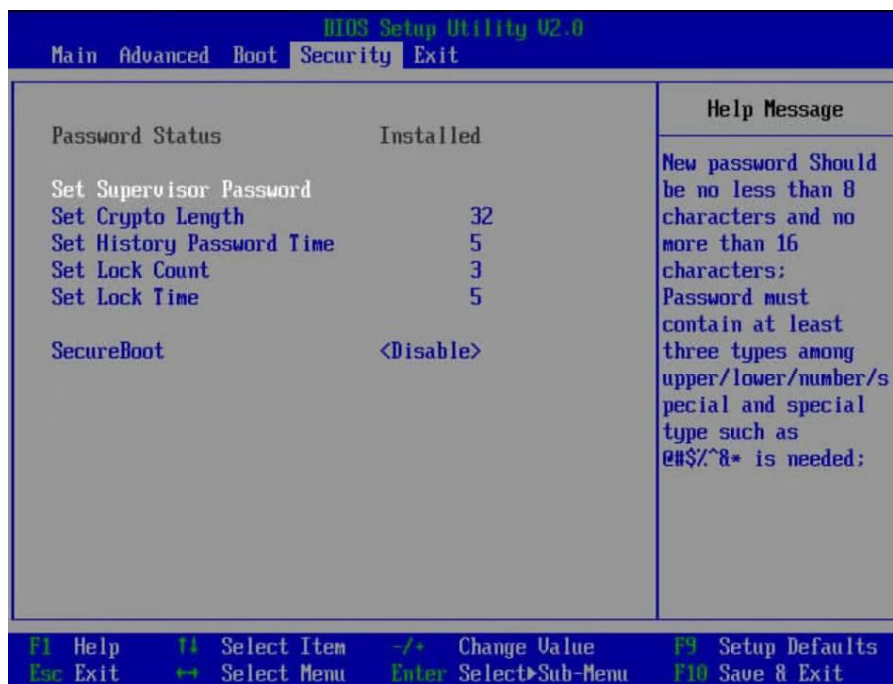 DIOS Setup Utility V2.0
Main Advanced Boot Security Exit
Password Status Installed
Set Supervisor Password
Set Crypto Length 32
Set History Password Time 5
Set Lock Count 3
Set Lock Time 5
SecureBoot <Disable>
Help Message
New password Should
be no less than 8
characters and no
more than 16
characters;
Password must
contain at least
three types among
upper/lower/number/s
pecial and special
type such as
@#$%^&* is needed;
F1 Help ↑↓ Select Item -/+ Change Value F9 Setup Defaults
Esc Exit ←→ Select Menu Enter Select▶Sub-Menu F10 Save & Exit